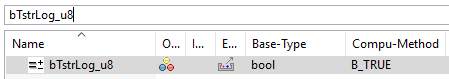 bTstrLog_u8
Name O... I... E... Base-Type Compu-Method
bTstrLog_u8 bool B_TRUE